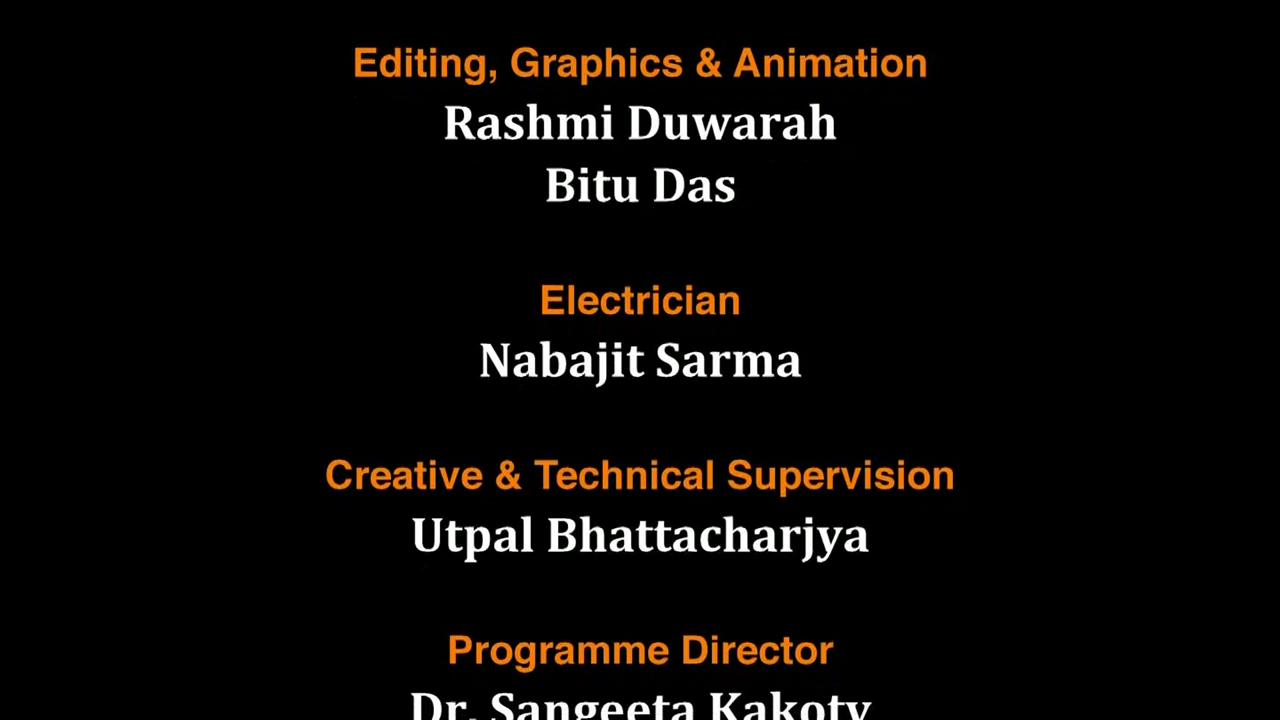 Editing, Graphics & Animation
Rashmi Duwarah
Bitu Das
Electrician
Nabajit Sarma
Creative & Technical Supervision
Utpal Bhattacharjya
Programme Director
Dr. Sangeeta Kakoty